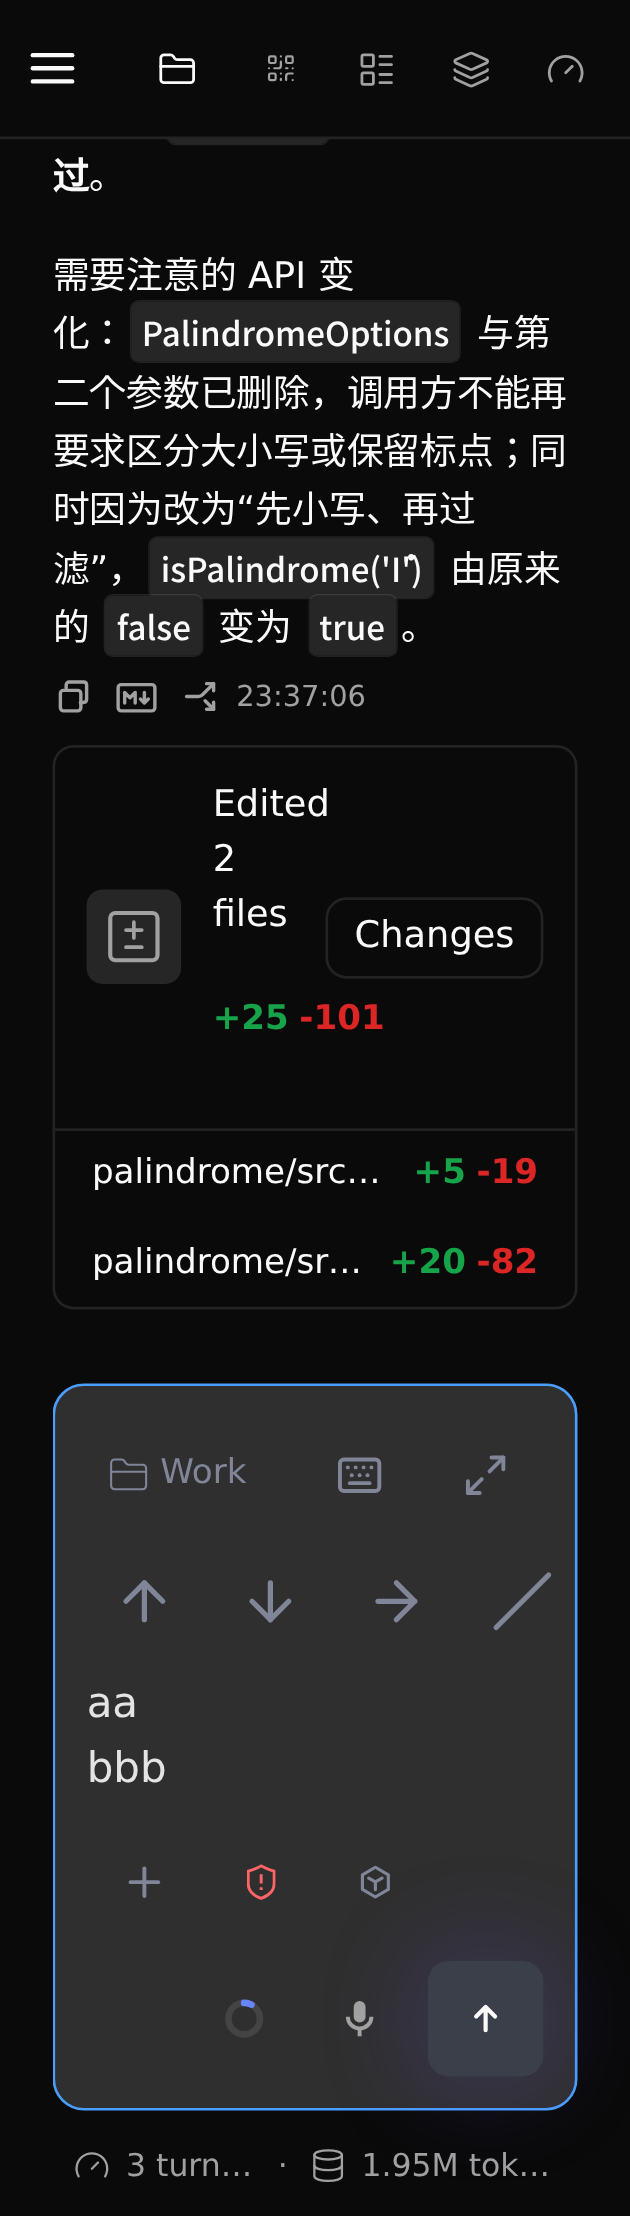 过。
需要注意的 API 变
化：PalindromeOptions 与第
二个参数已删除，调用方不能再
要求区分大小写或保留标点；同
时因为改为“先小写、再过
滤”，isPalindrome('İ') 由原来
的 false 变为 true。
23:37:06
Edited
2
files
Changes
+25 -101
palindrome/src... +5 -19
palindrome/sr... +20 -82
Work
aa
bbb
3 turn... · 1.95M tok...